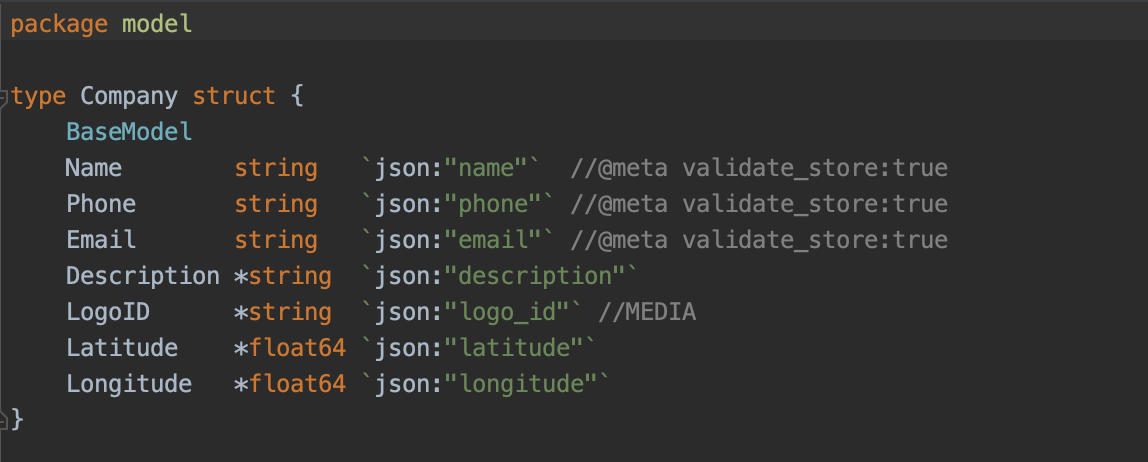 package model
type Company struct {
BaseModel
Name string `json:"name"` //@meta validate_store:true
Phone string `json:"phone"` //@meta validate_store:true
Email string `json:"email"` //@meta validate_store:true
Description *string `json:"description"`
LogoID *string `json:"logo_id"` //MEDIA
Latitude *float64 `json:"latitude"`
Longitude *float64 `json:"longitude"`
}